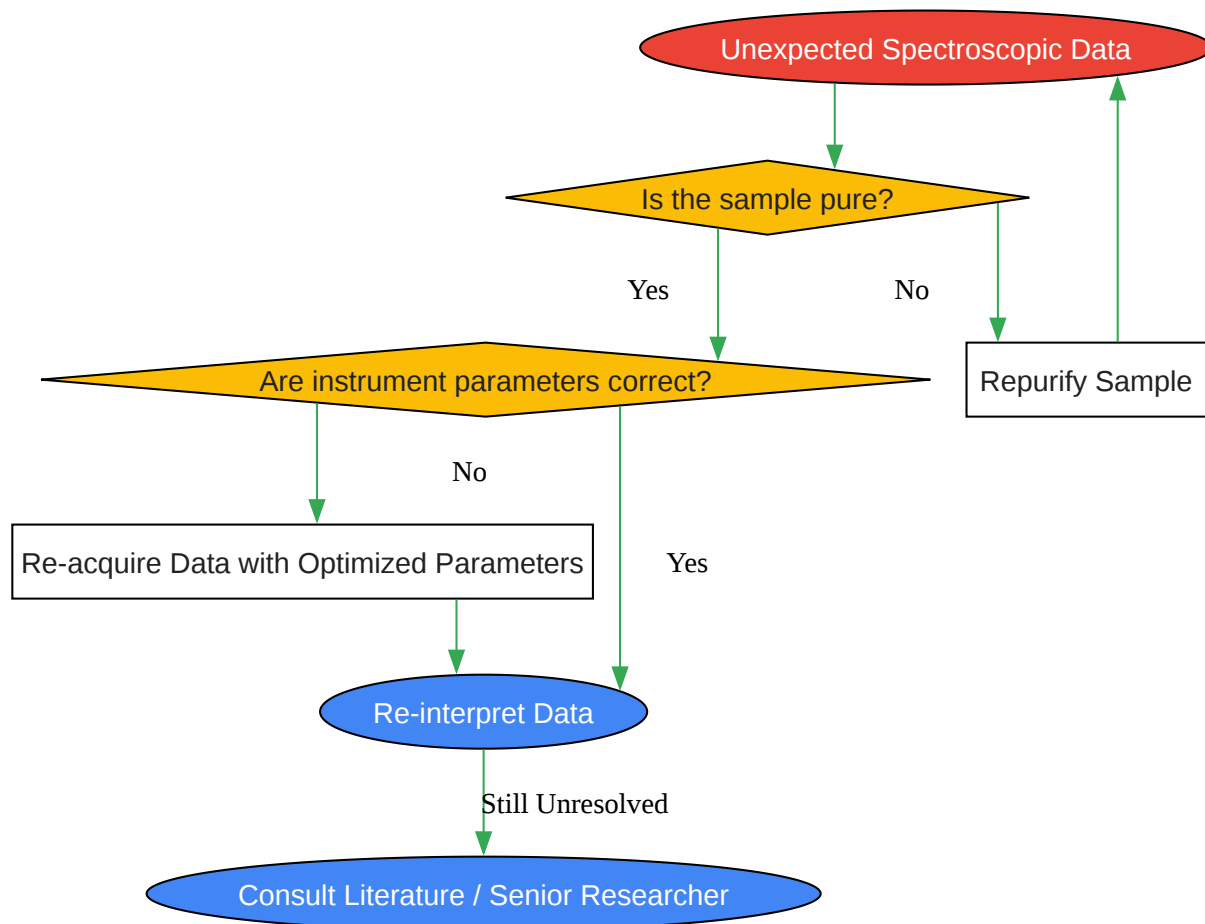 Unexpected Spectroscopic Data
Is the sample pure?
Yes
No
Are instrument parameters correct?
Repurify Sample
No
Re-acquire Data with Optimized Parameters
Yes
Re-interpret Data
Still Unresolved
Consult Literature / Senior Researcher